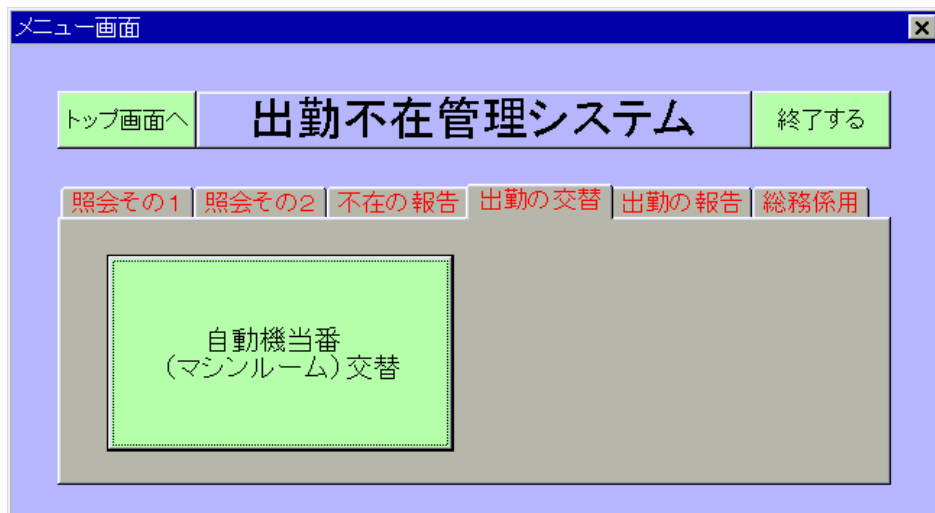 メニュー画面
トップ画面へ
出勤不在管理システム
終了する
照会その1
照会その2
不在の報告
出勤の交替
出勤の報告
総務係用
自動機当番
(マシンルーム)交替